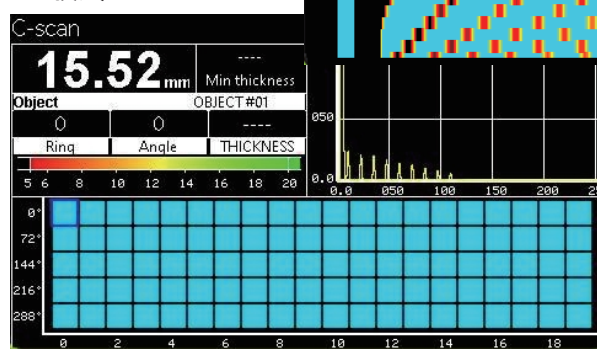 C-scan
15.52 mm
----
Min thickness
Object OBJECT#01
0 0 ----
Ring Angle THICKNESS
5 6 8 10 12 14 16 18 20
050
0.0
0.0 050 100 150 200 25
0°
72°
144°
216°
288°
0 2 4 6 8 10 12 14 16 18